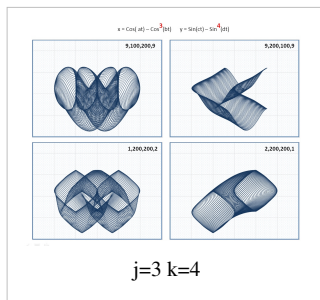 x = Cos( at) – Cos³(bt) y = Sin(ct) – Sin⁴(dt)
9,100,200,9 9,200,100,9
1,200,200,2 2,200,200,1
j=3 k=4